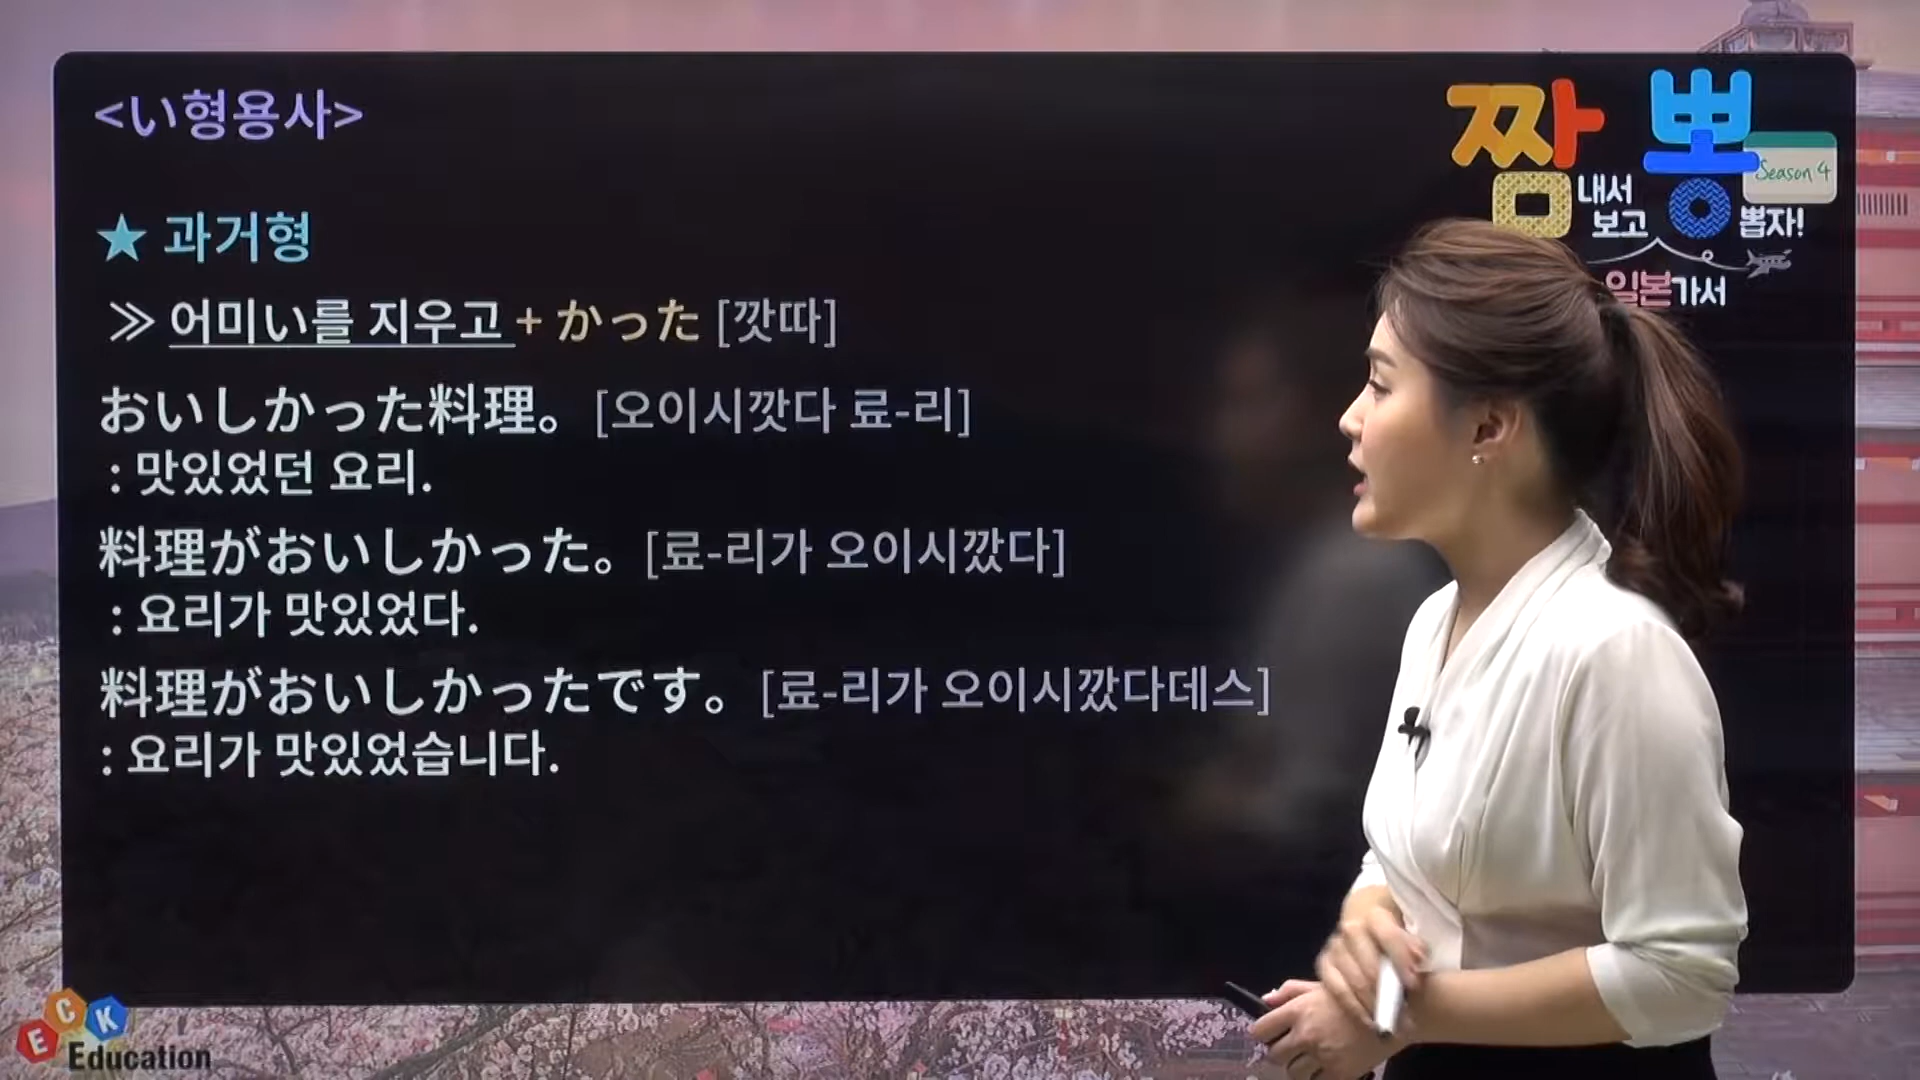 <い형용사>
★ 과거형
≫ 어미い를 지우고 + かった [깟따]
おいしかった料理。 [오이시깟다 료-리]
: 맛있었던 요리.
料理がおいしかった。 [료-리가 오이시깠다]
: 요리가 맛있었다.
料理がおいしかったです。 [료-리가 오이시깠다데스]
: 요리가 맛있었습니다.
짬뽕
Season 4
내서
보고
뽑자!
일본가서
ECK
Education